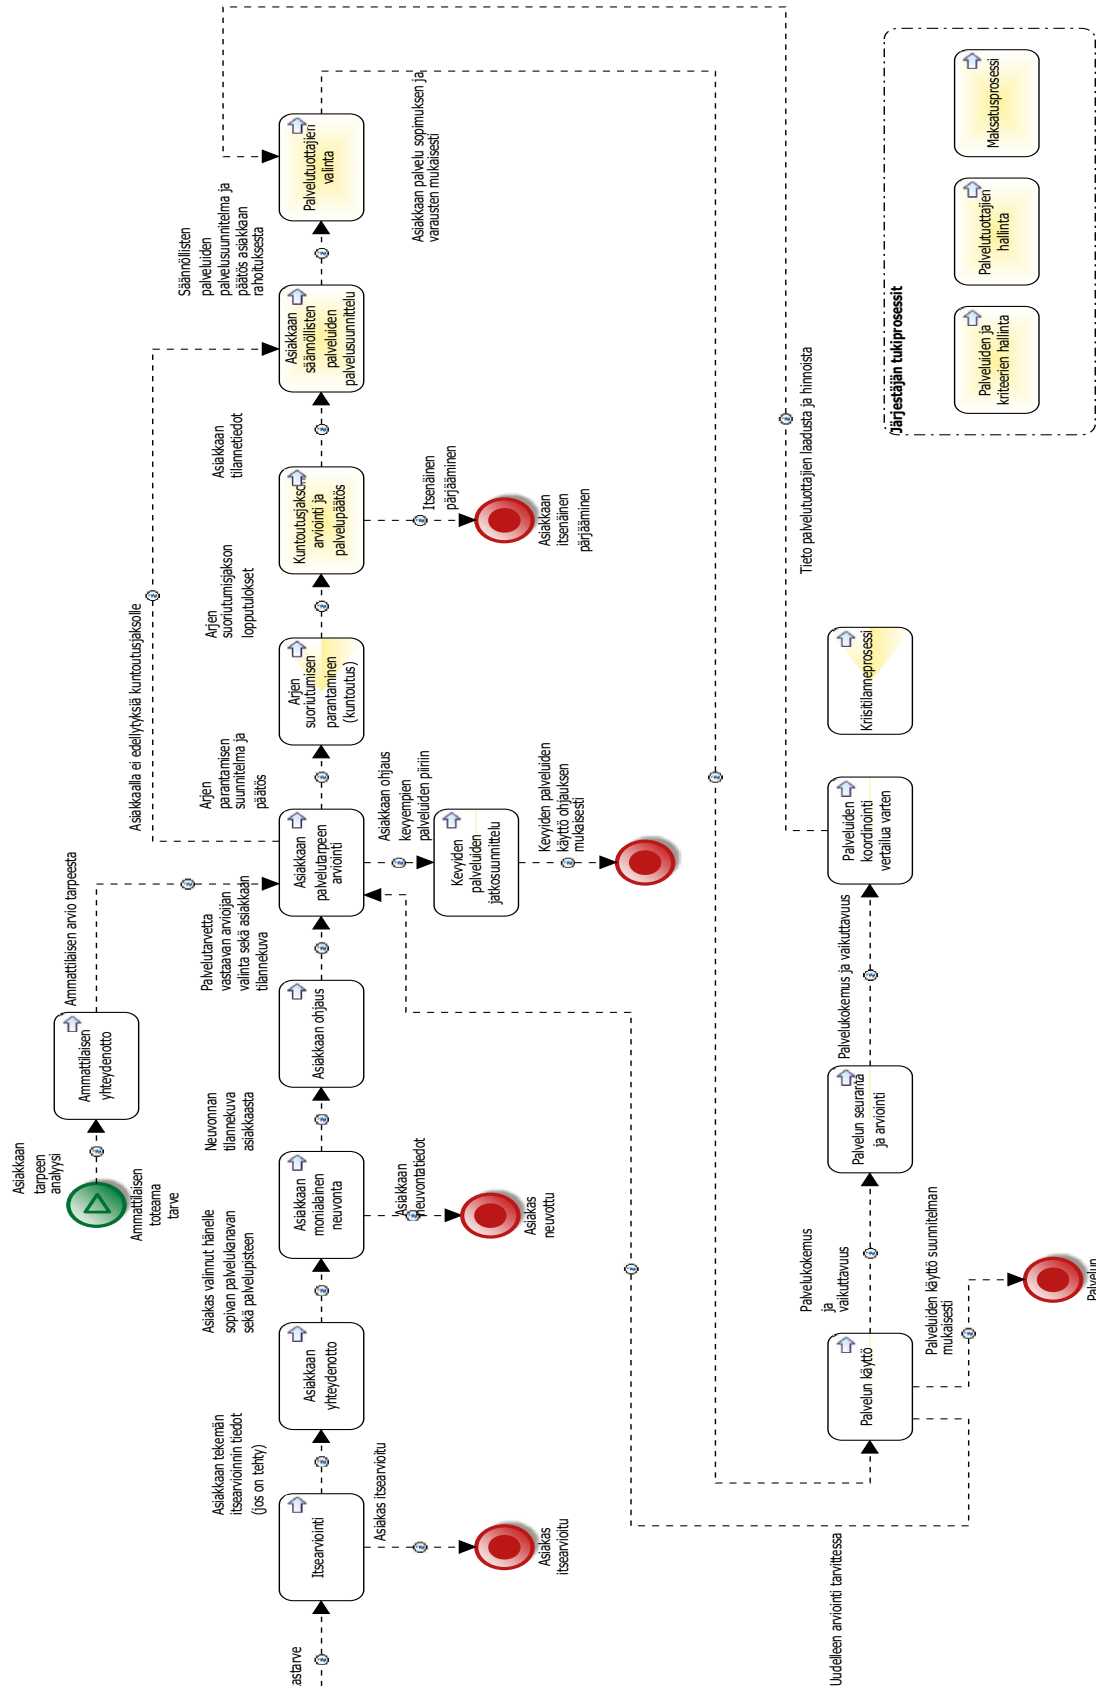 Asiakkaan
tarpeen
analyysi
Ammattilaisen
toteama
tarve
Ammattilaisen
yhteydenotto
Ammattilaisen arvio tarpeesta
Asiakkaalla ei edellytyksiä kuntoutusjaksolle
Asiakkaan tekemän
itsearvioinnin tiedot
(jos on tehty)
Asiakas valinnut hänelle
sopivan palvelukanavan
sekä palvelupisteen
Neuvonnan
tilannekuva
asiakkaasta
Palvelutarvetta
vastaavan arvioijan
valinta sekä asiakkaan
tilannekuva
Arjen
parantamisen
suunnitelma ja
päätös
Arjen
suoriutumisjakson
lopputulokset
Asiakkaan
tilannetiedot
Säännöllisten
palveluiden
palvelusuunnitelma ja
päätös asiakkaan
rahoituksesta
astarve
Itsearviointi
Asiakkaan
yhteydenotto
Asiakkaan
monialainen
neuvonta
Asiakkaan ohjaus
Asiakkaan
palvelutarpeen
arviointi
Arjen
suoriutumisen
parantaminen
(kuntoutus)
Kuntoutusjakson
arviointi ja
palvelupäätös
Asiakkaan
säännöllisten
palveluiden
palvelusuunnittelu
Palvelutuottajien
valinta
Asiakas itsearvioitu
Asiakkaan
neuvontatiedot
Asiakkaan ohjaus
kevyempien
palveluiden piiriin
Itsenäinen
pärjääminen
Asiakkaan palvelu sopimuksen ja
varausten mukaisesti
Kevyiden
palveluiden
jatkosuunnittelu
Kevyiden palveluiden
käyttö ohjauksen
mukaisesti
Asiakas
itsearvioitu
Asiakas
neuvottu
Asiakkaan
itsenäinen
pärjääminen
Uudelleen arviointi tarvittessa
Palvelukokemus
ja
vaikuttavuus
Palvelukokemus ja vaikuttavuus
Tieto palvelutuottajien laadusta ja hinnoista
Palvelun käyttö
Palvelun seuranta
ja arviointi
Palveluiden
koordinointi
vertailua varten
Kriisitilanneprosessi
Palveluiden käyttö suunnitelman
mukaisesti
Palvelun
Järjestäjän tukiprosessit
Palveluiden ja
kriteerien hallinta
Palvelutuottajien
hallinta
Maksatusprosessi